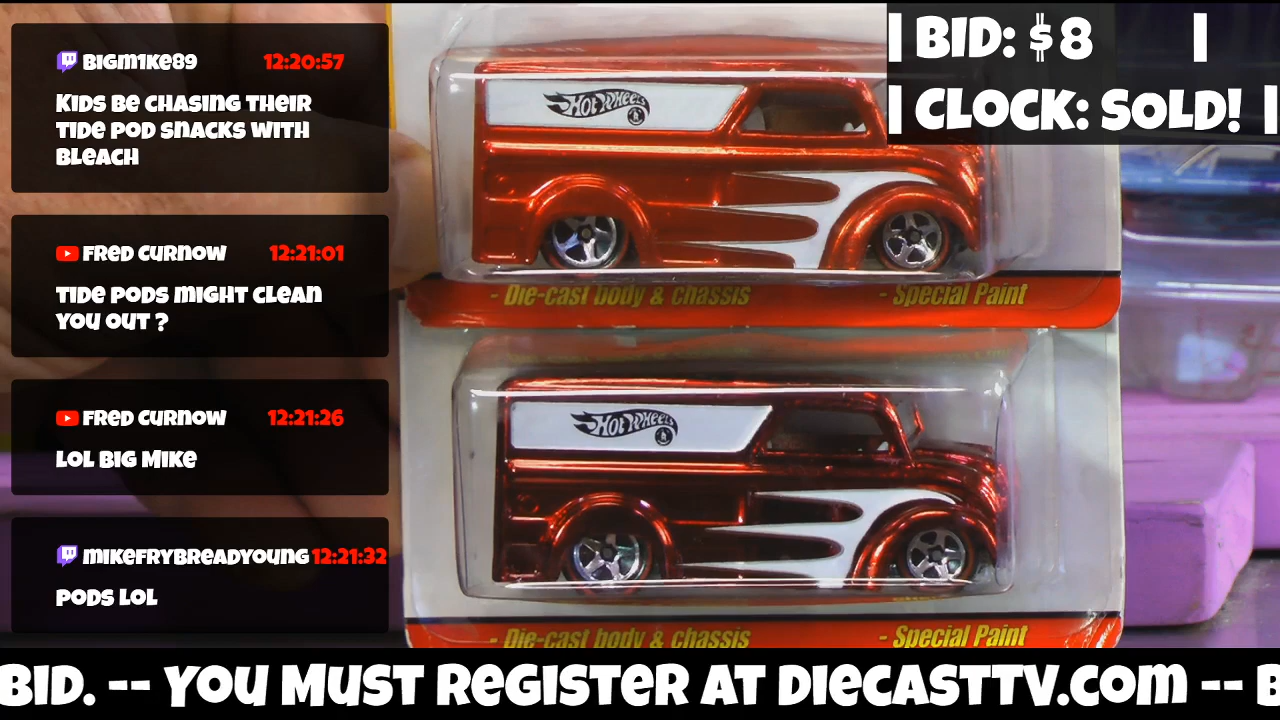 BIGM1KE89 12:20:57
KIDS BE CHASING THEIR
TIDE POD SNACKS WITH
BLEACH
FRED CURNOW 12:21:01
TIDE PODS MIGHT CLEAN
YOU OUT ?
FRED CURNOW 12:21:26
LOL BIG MIKE
MIKEFRYBREADYOUNG 12:21:32
PODS LOL
| BID: $8 |
| CLOCK: SOLD! |
HOT WHEELS
- Die-cast body & chassis - Special Paint
HOT WHEELS
- Die-cast body & chassis - Special Paint
BID. -- YOU MUST REGISTER AT DIECASTTV.COM -- B